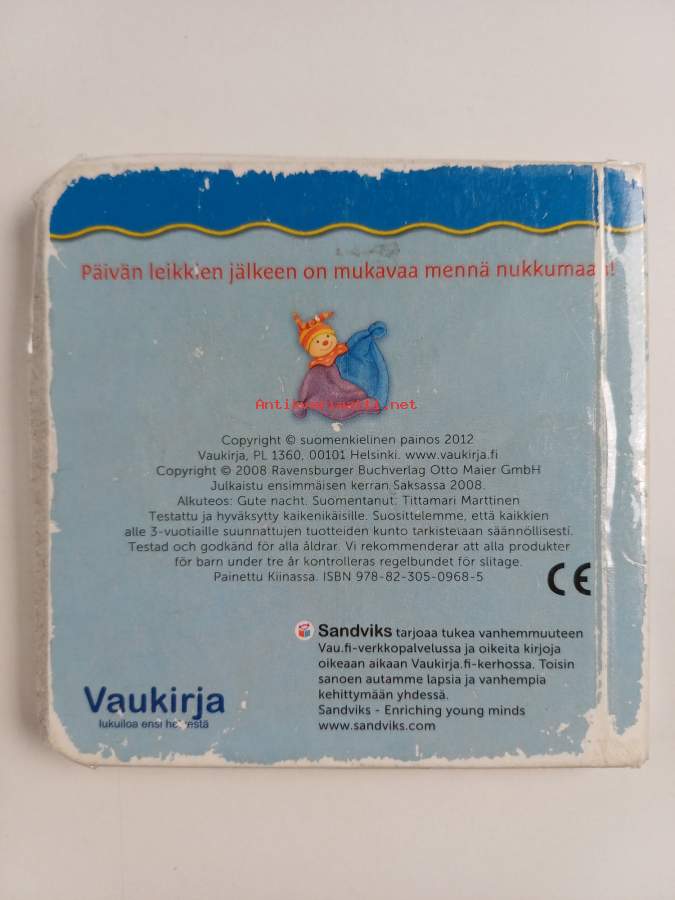 Päivän leikkien jälkeen on mukavaa mennä nukkumaan!
Antikvariaatti.net
Copyright © suomenkielinen painos 2012
Vaukirja, PL 1360, 00101 Helsinki. www.vaukirja.fi
Copyright © 2008 Ravensburger Buchverlag Otto Maier GmbH
Julkaistu ensimmäisen kerran Saksassa 2008.
Alkuteos: Gute nacht. Suomentanut: Tittamari Marttinen
Testattu ja hyväksytty kaikenikäisille. Suosittelemme, että kaikkien
alle 3-vuotiaille suunnattujen tuotteiden kunto tarkistetaan säännöllisesti.
Testad och godkänd för alla åldrar. Vi rekommenderar att alla produkter
för barn under tre år kontrolleras regelbundet för slitage.
Painettu Kiinassa. ISBN 978-82-305-0968-5
CE
Sandviks tarjoaa tukea vanhemmuuteen
Vau.fi-verkkopalvelussa ja oikeita kirjoja
oikeaan aikaan Vaukirja.fi-kerhossa. Toisin
sanoen autamme lapsia ja vanhempia
kehittymään yhdessä.
Sandviks - Enriching young minds
www.sandviks.com
Vaukirja
lukuiloa ensi hetkestä